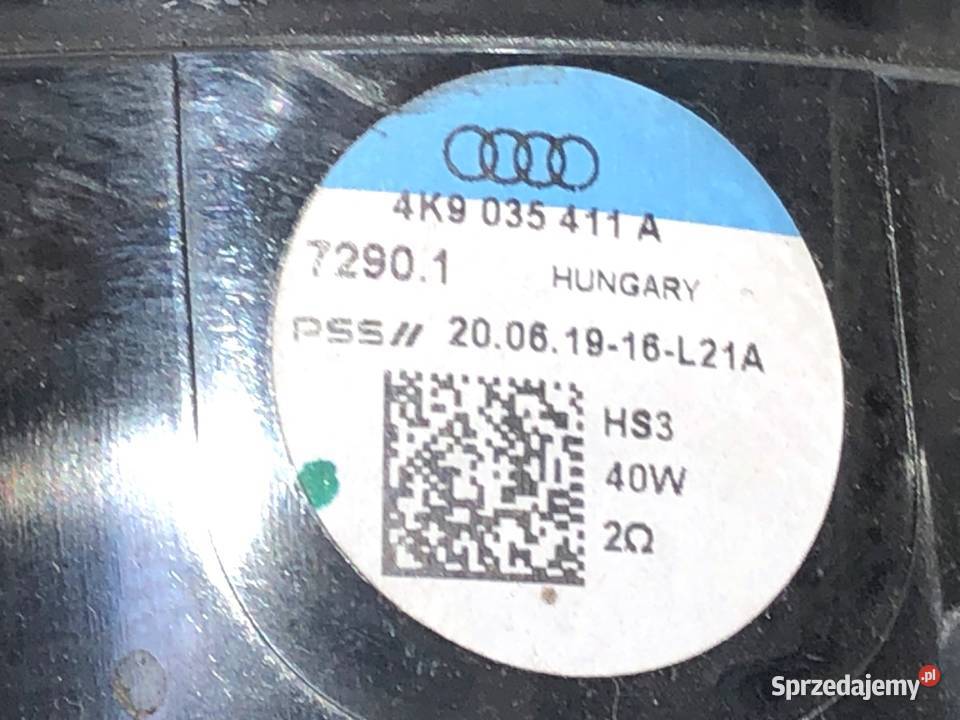 4K9 035 411 A
7290.1 HUNGARY
PSS// 20.06.19-16-L21A
HS3
40W
2Ω
Sprzedajemy.pl